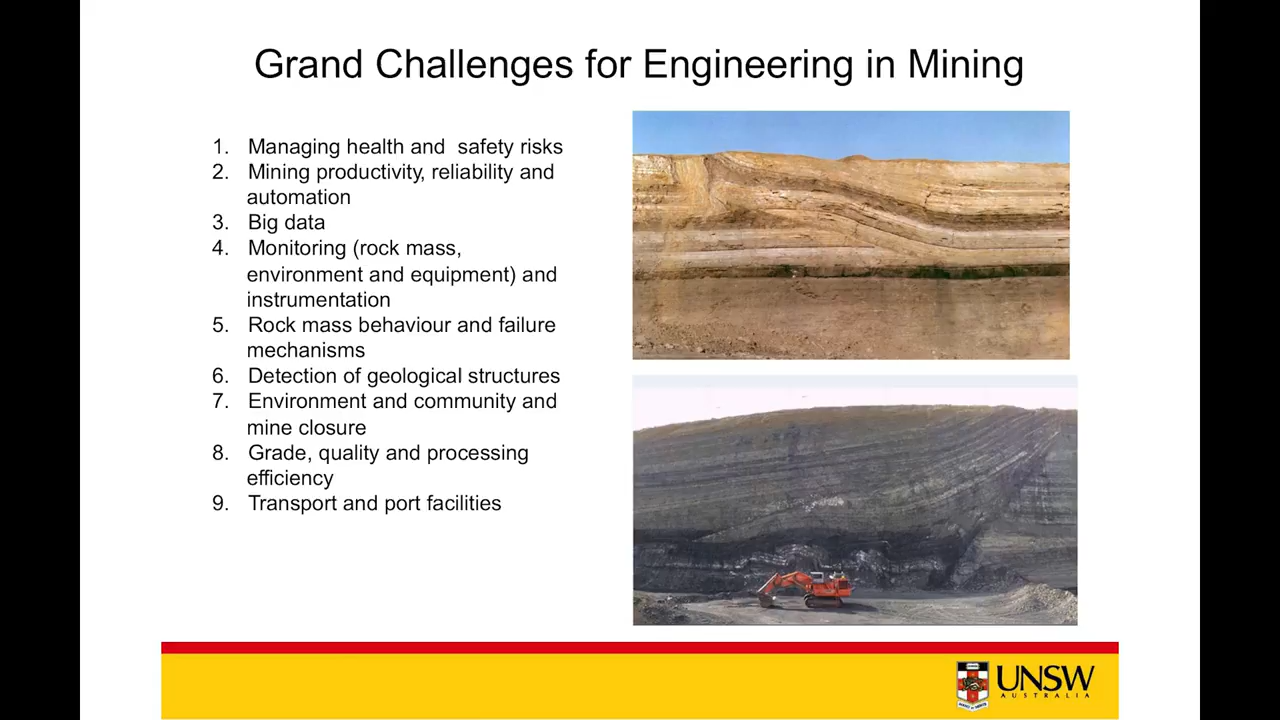 Grand Challenges for Engineering in Mining
1. Managing health and  safety risks
2. Mining productivity, reliability and
automation
3. Big data
4. Monitoring (rock mass,
environment and equipment) and
instrumentation
5. Rock mass behaviour and failure
mechanisms
6. Detection of geological structures
7. Environment and community and
mine closure
8. Grade, quality and processing
efficiency
9. Transport and port facilities
UNSW
AUSTRALIA